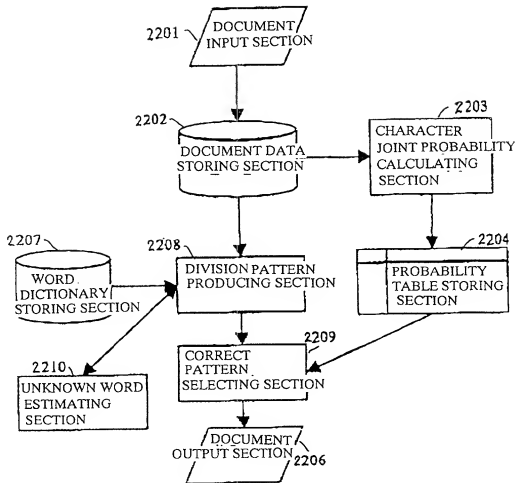 2201
DOCUMENT
INPUT SECTION
2202
DOCUMENT DATA
STORING SECTION
2203
CHARACTER
JOINT PROBABILITY
CALCULATING
SECTION
2204
PROBABILITY
TABLE STORING
SECTION
2207
WORD
DICTIONARY
STORING SECTION
2208
DIVISION PATTERN
PRODUCING SECTION
2209
CORRECT
PATTERN
SELECTING SECTION
2210
UNKNOWN WORD
ESTIMATING
SECTION
DOCUMENT
OUTPUT SECTION
2206